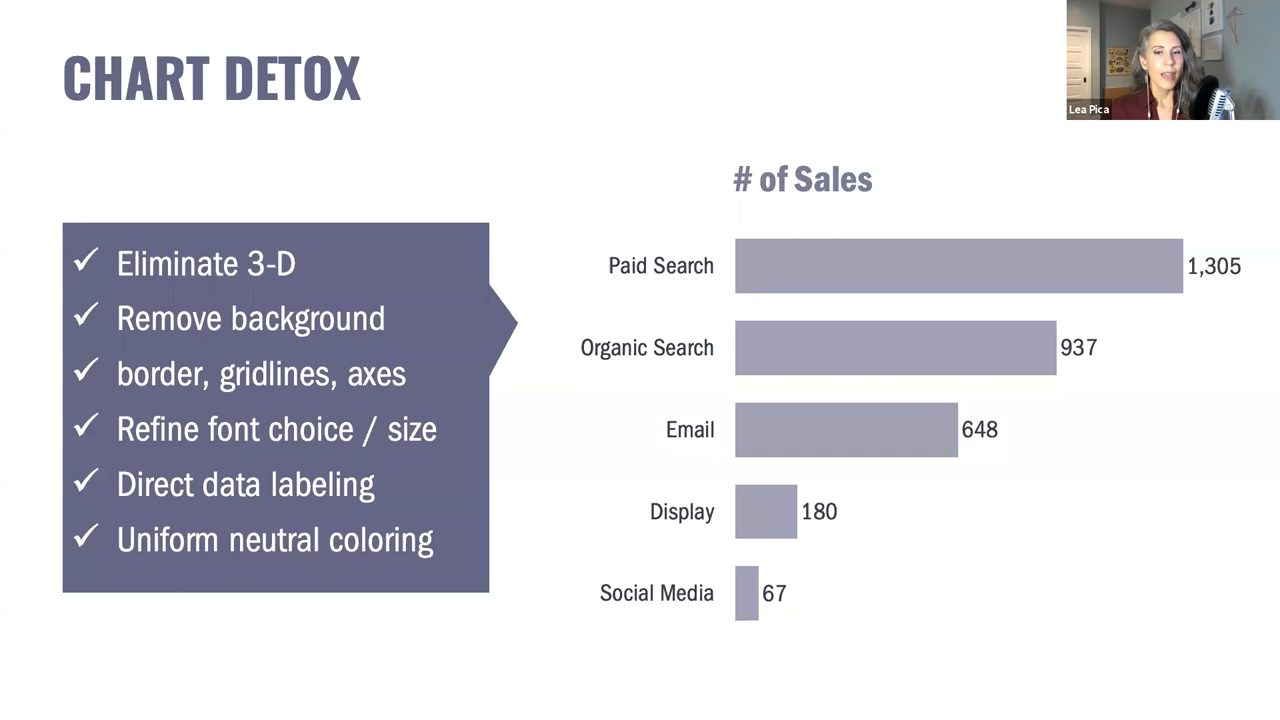 CHART DETOX
Lea Pica
# of Sales
✓ Eliminate 3-D
✓ Remove background
✓ border, gridlines, axes
✓ Refine font choice / size
✓ Direct data labeling
✓ Uniform neutral coloring
Paid Search 1,305
Organic Search 937
Email 648
Display 180
Social Media 67